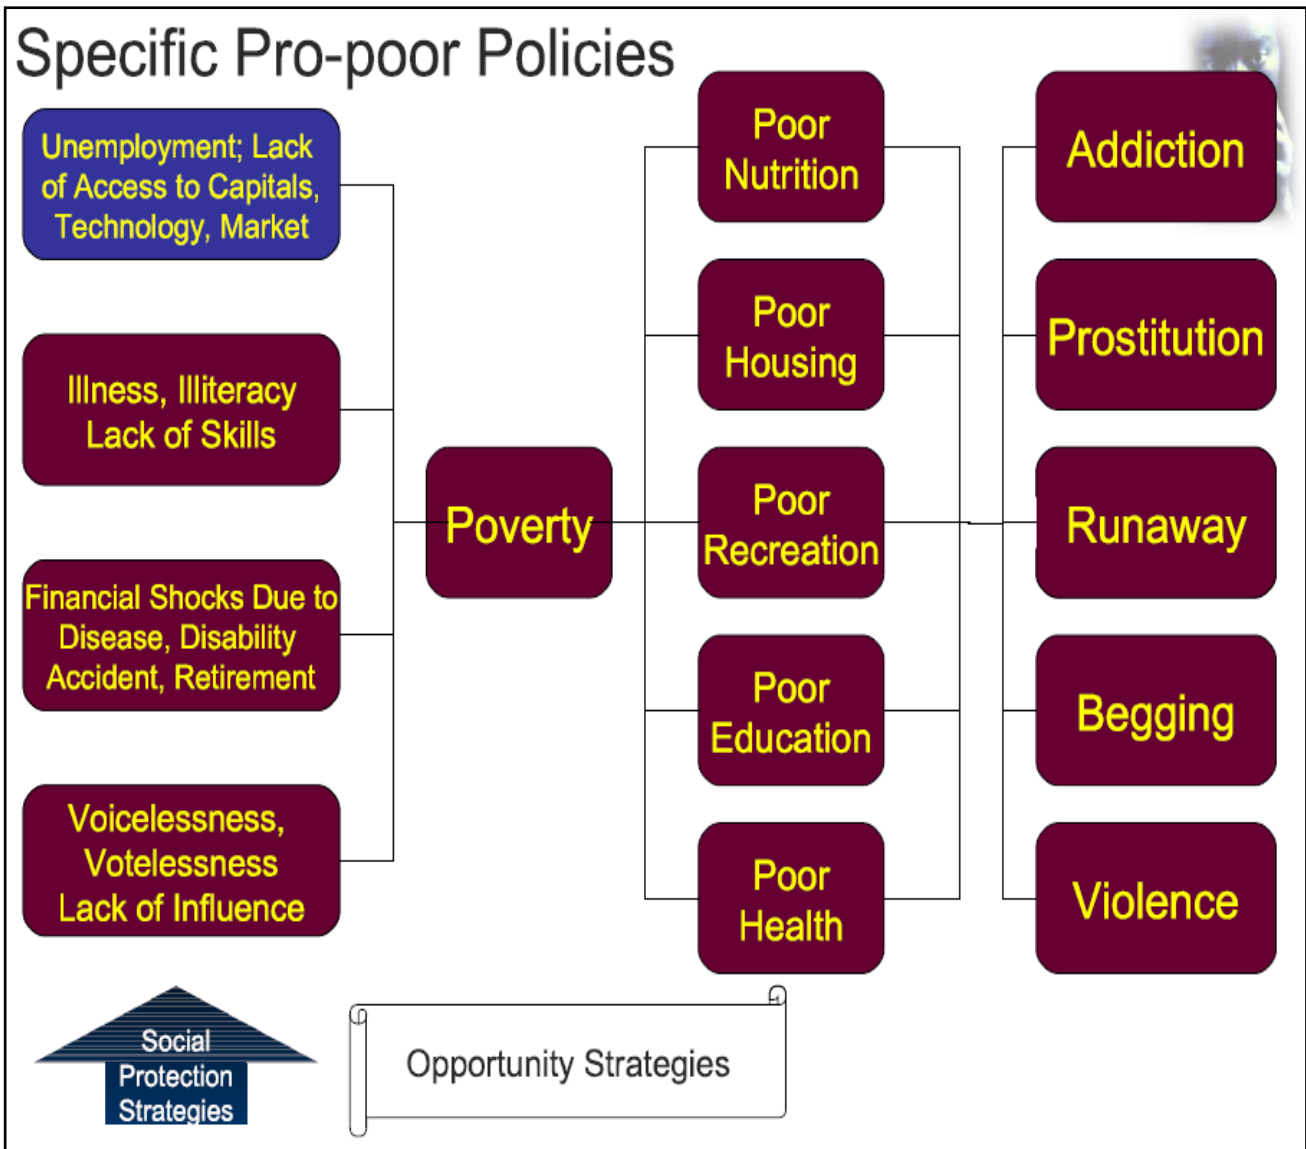 Specific Pro-poor Policies
Unemployment; Lack
of Access to Capitals,
Technology, Market
Illness, Illiteracy
Lack of Skills
Financial Shocks Due to
Disease, Disability
Accident, Retirement
Voicelessness,
Votelessness
Lack of Influence
Poverty
Poor
Nutrition
Poor
Housing
Poor
Recreation
Poor
Education
Poor
Health
Addiction
Prostitution
Runaway
Begging
Violence
Social
Protection
Strategies
Opportunity Strategies